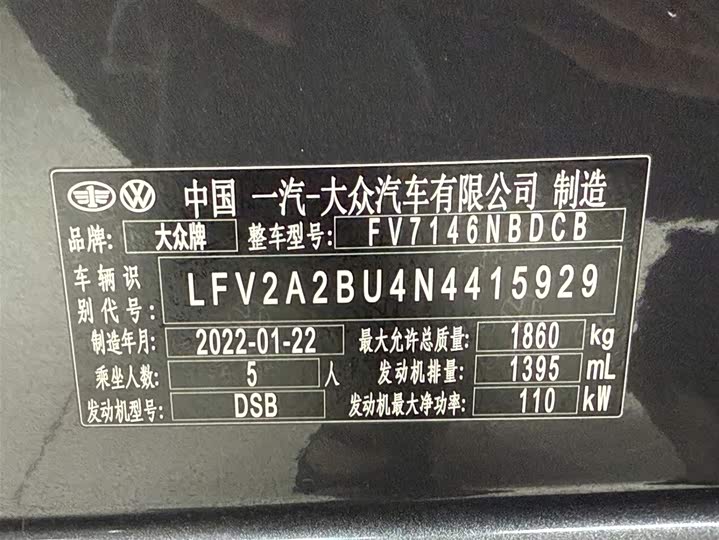 中国 一汽-大众汽车有限公司 制造
品牌: 大众牌 整车型号: FV7146NBDCB
车辆识别代号: LFV2A2BU4N4415929
制造年月: 2022-01-22 最大允许总质量: 1860 kg
乘坐人数: 5 人 发动机排量: 1395 mL
发动机型号: DSB 发动机最大净功率: 110 kW